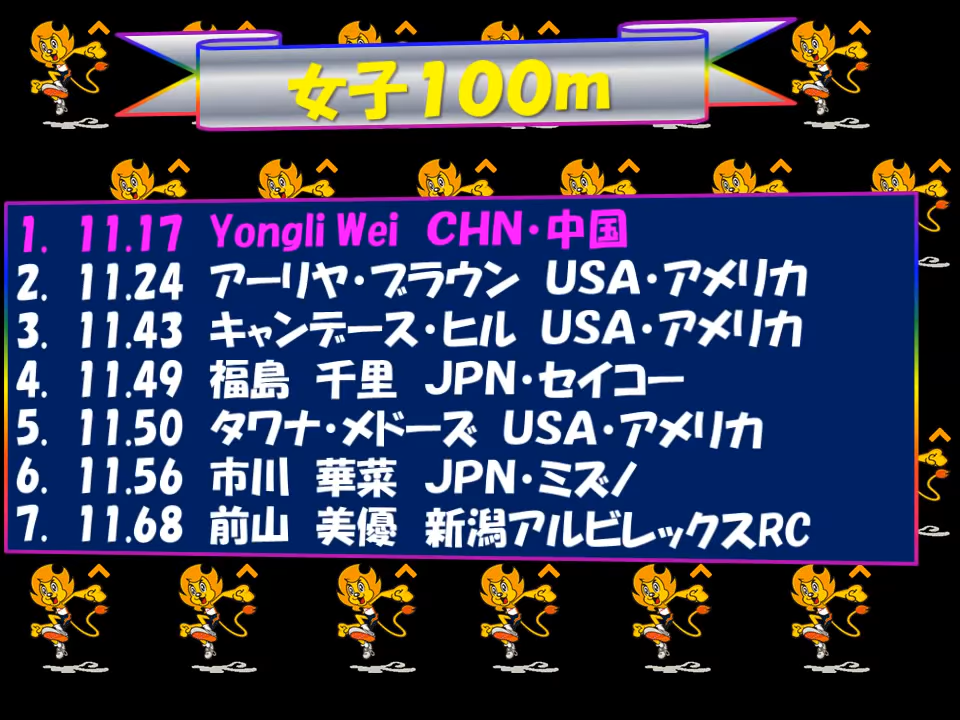 女子100m
1. 11.17 Yongli Wei CHN・中国
2. 11.24 アーリヤ・ブラウン USA・アメリカ
3. 11.43 キャンデース・ヒル USA・アメリカ
4. 11.49 福島 千里 JPN・セイコー
5. 11.50 タワナ・メドーズ USA・アメリカ
6. 11.56 市川 華菜 JPN・ミズノ
7. 11.68 前山 美優 新潟アルビレックスRC